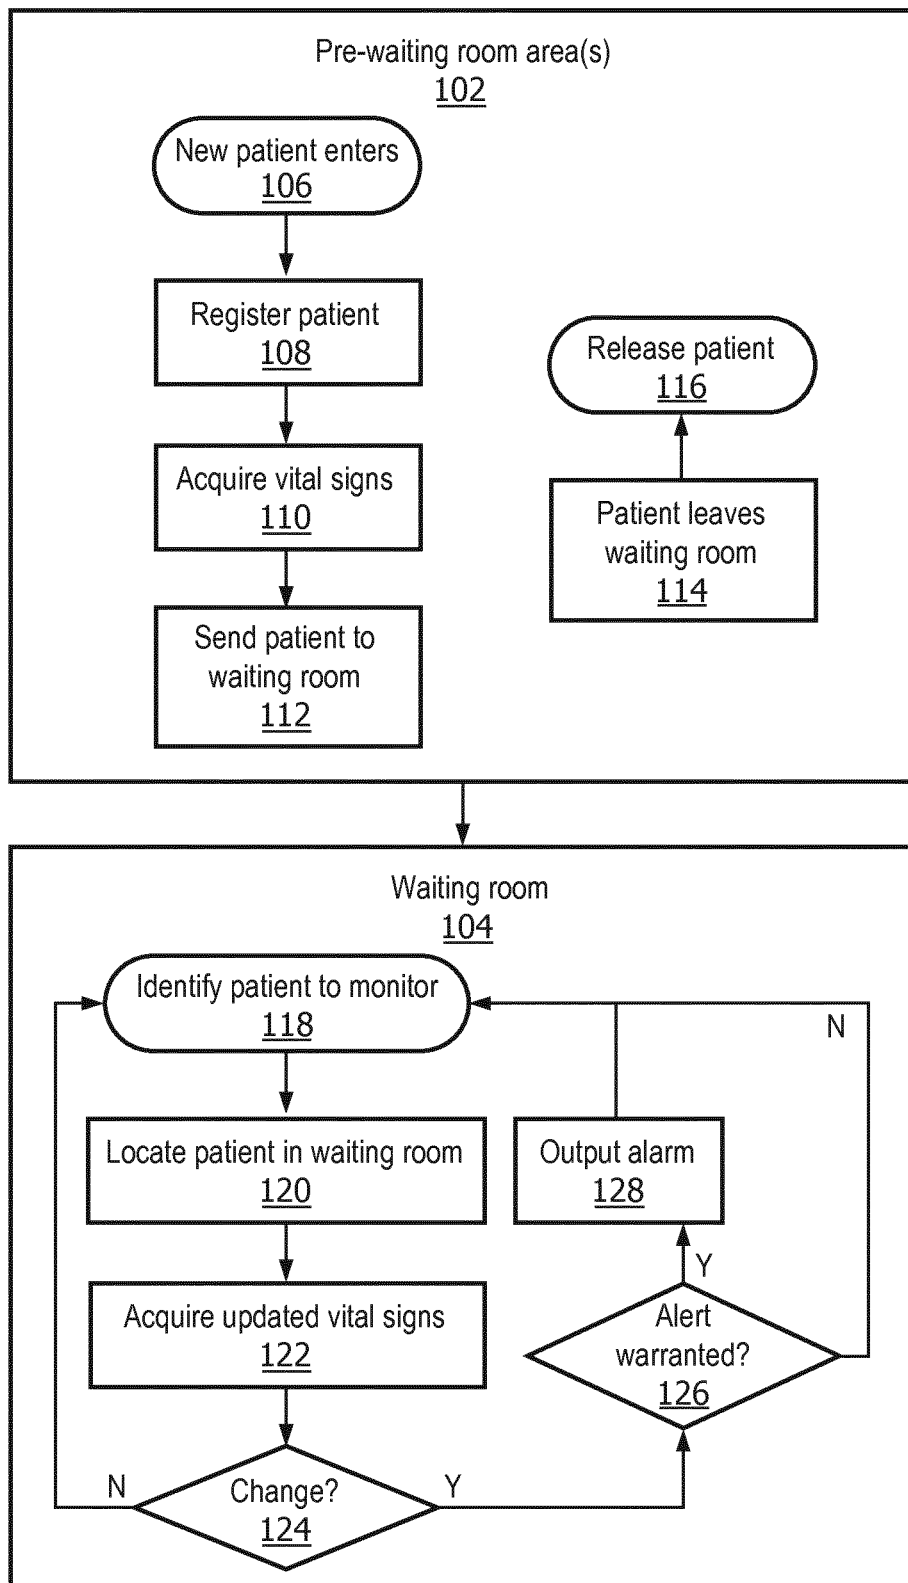 Pre-waiting room area(s)
102
New patient enters
106
Register patient
108
Acquire vital signs
110
Send patient to
waiting room
112
Release patient
116
Patient leaves
waiting room
114
Waiting room
104
Identify patient to monitor
118
N
Locate patient in waiting room
120
Output alarm
128
Y
Acquire updated vital signs
122
Alert
warranted?
126
N
Change?
124
Y